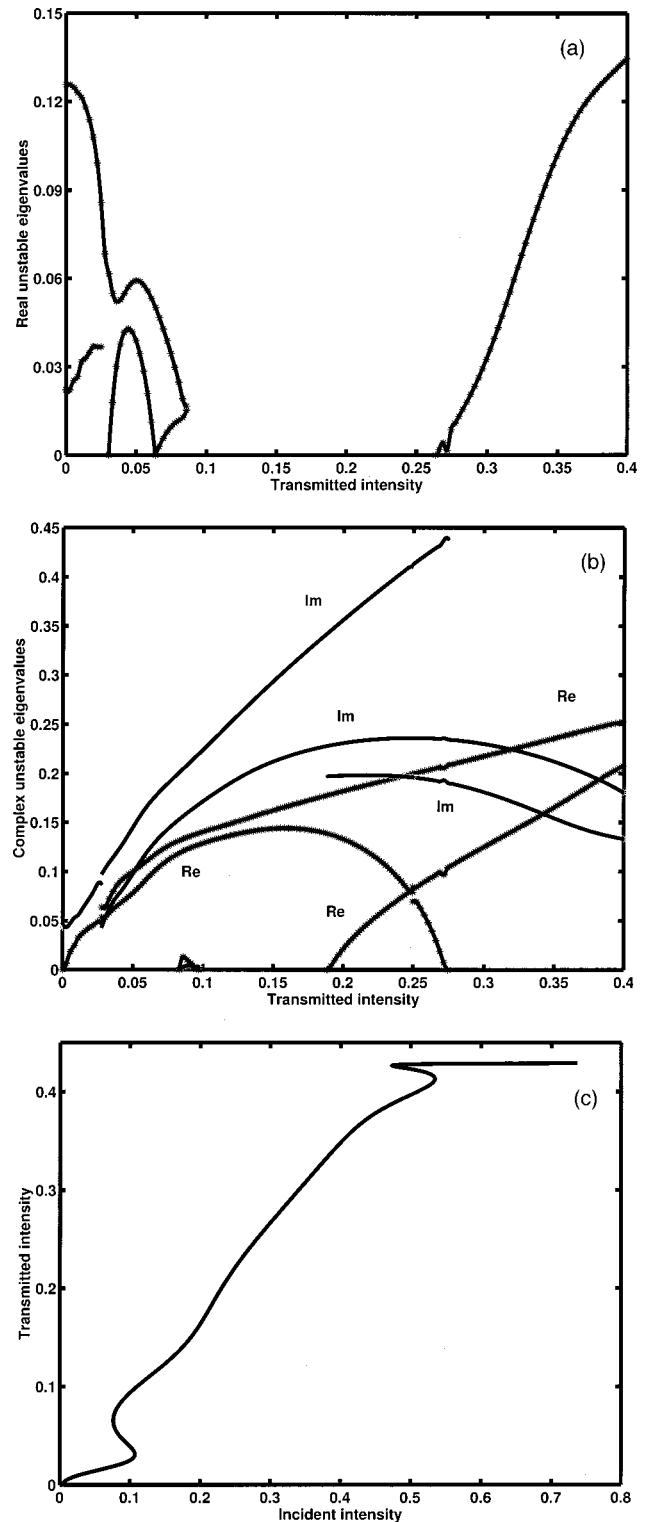 (a)
Real unstable eigenvalues
0.15
0.12
0.09
0.06
0.03
0
0 0.05 0.1 0.15 0.2 0.25 0.3 0.35 0.4
Transmitted intensity
(b)
Complex unstable eigenvalues
0.45
0.4
0.35
0.3
0.25
0.2
0.15
0.1
0.05
0
Im
Im
Re
Im
Re
Re
0 0.05 0.1 0.15 0.2 0.25 0.3 0.35 0.4
Transmitted intensity
(c)
Transmitted intensity
0.4
0.3
0.2
0.1
0
0 0.1 0.2 0.3 0.4 0.5 0.6 0.7 0.8
Incident intensity